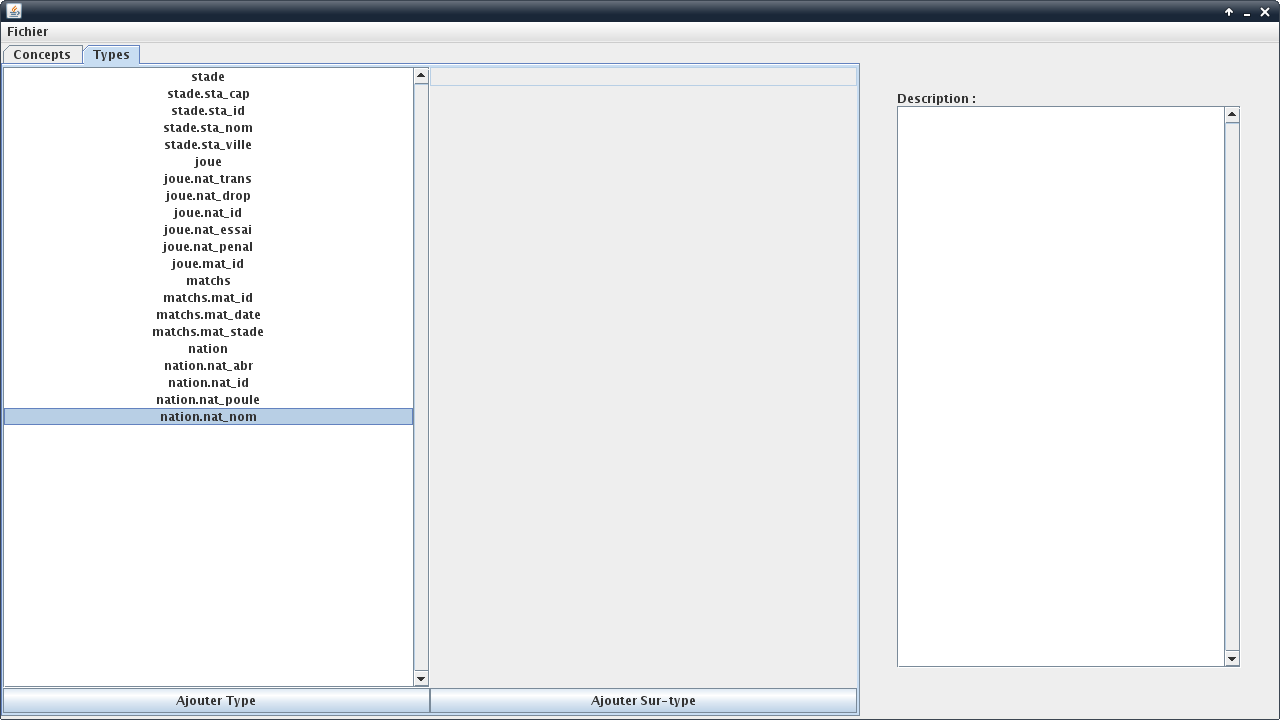 Fichier
Concepts Types
stade
stade.sta_cap
stade.sta_id
stade.sta_nom
stade.sta_ville
joue
joue.nat_trans
joue.nat_drop
joue.nat_id
joue.nat_essai
joue.nat_penal
joue.mat_id
matchs
matchs.mat_id
matchs.mat_date
matchs.mat_stade
nation
nation.nat_abr
nation.nat_id
nation.nat_poule
nation.nat_nom
Ajouter Type
Ajouter Sur-type
Description :